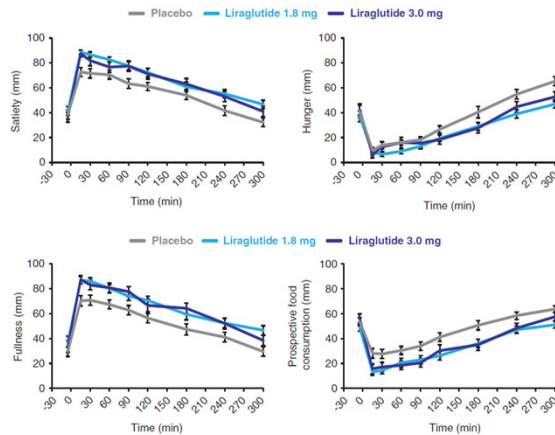 Placebo Liraglutide 1.8 mg Liraglutide 3.0 mg
Satiety (mm)
100
80
60
40
20
0
-30 0 30 60 90 120 150 180 210 240 270 300
Time (min)
Hunger (mm)
100
80
60
40
20
0
-30 0 30 60 90 120 150 180 210 240 270 300
Time (min)
Placebo Liraglutide 1.8 mg Liraglutide 3.0 mg
Fullness (mm)
100
80
60
40
20
0
-30 0 30 60 90 120 150 180 210 240 270 300
Time (min)
Prospective food
consumption (mm)
100
80
60
40
20
0
-30 0 30 60 90 120 150 180 210 240 270 300
Time (min)